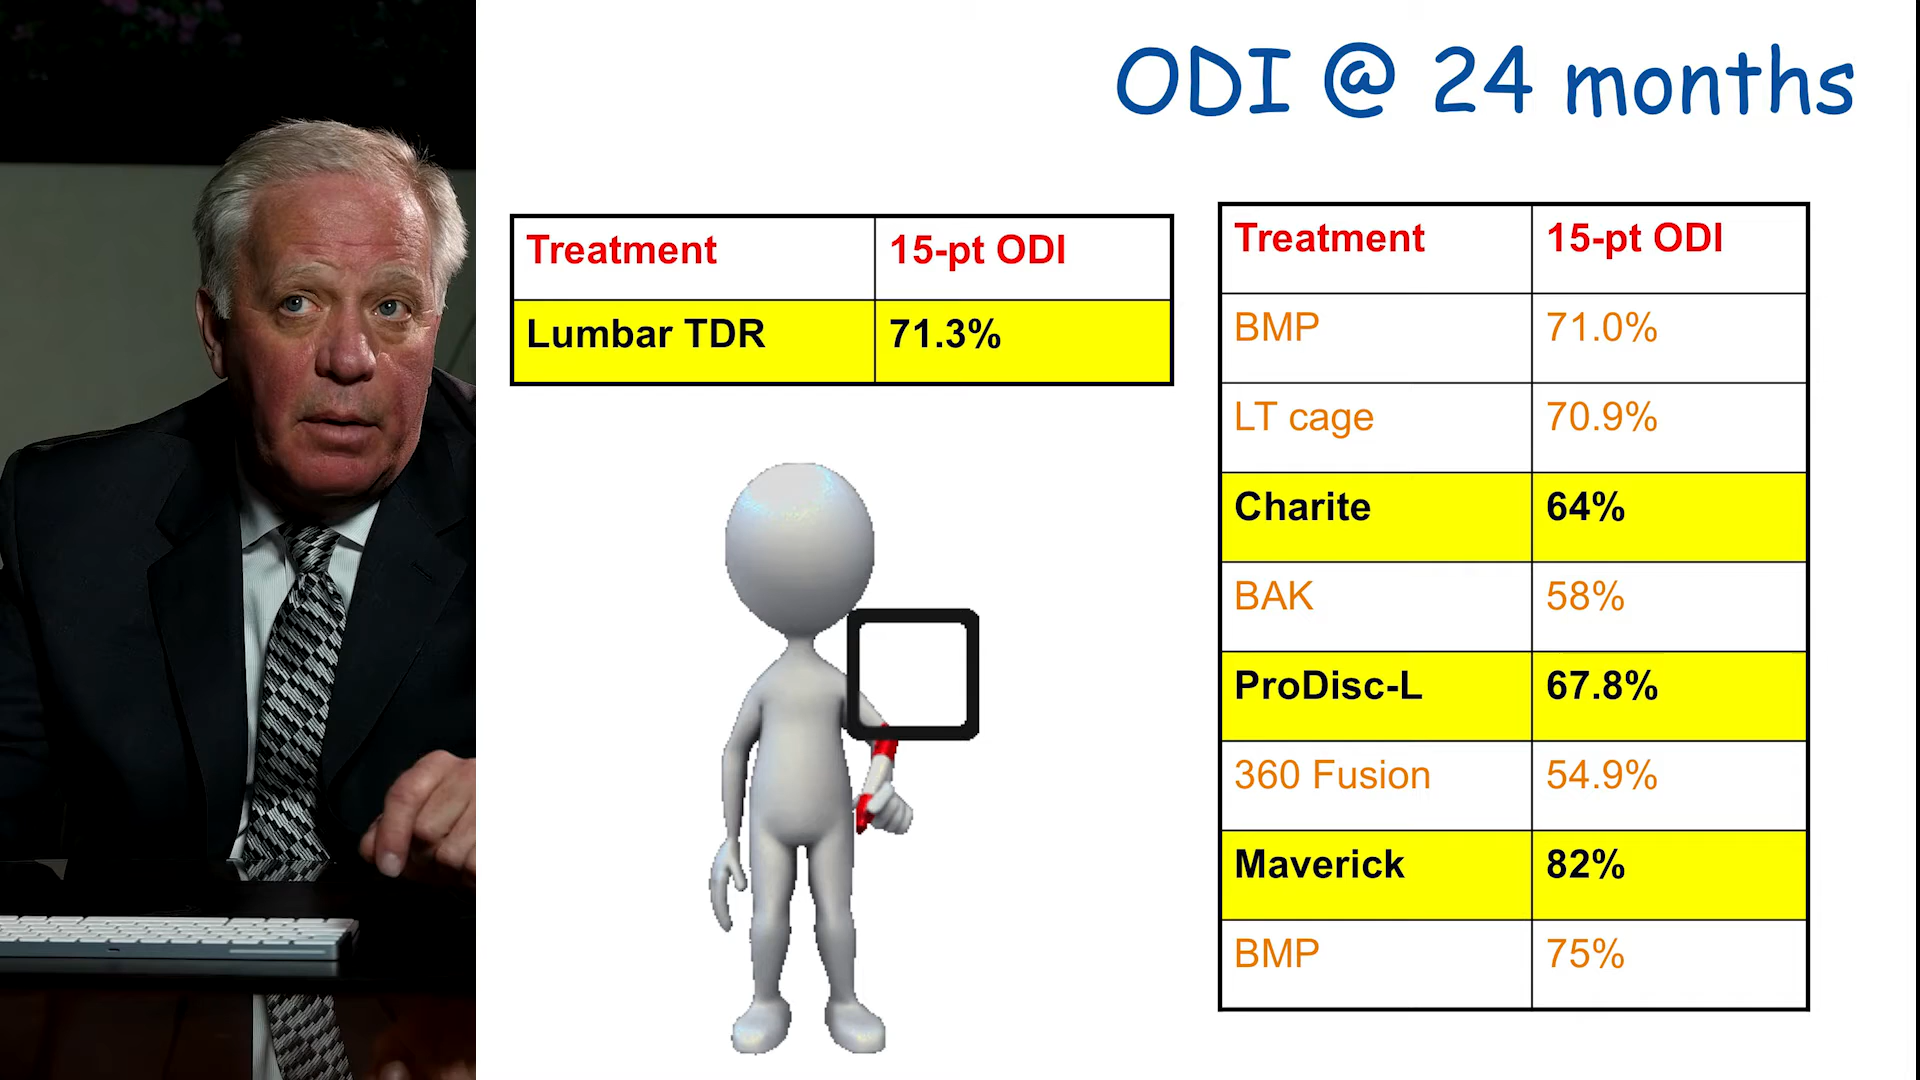 ODI @ 24 months
Treatment 15-pt ODI
Lumbar TDR 71.3%
Treatment 15-pt ODI
BMP 71.0%
LT cage 70.9%
Charite 64%
BAK 58%
ProDisc-L 67.8%
360 Fusion 54.9%
Maverick 82%
BMP 75%